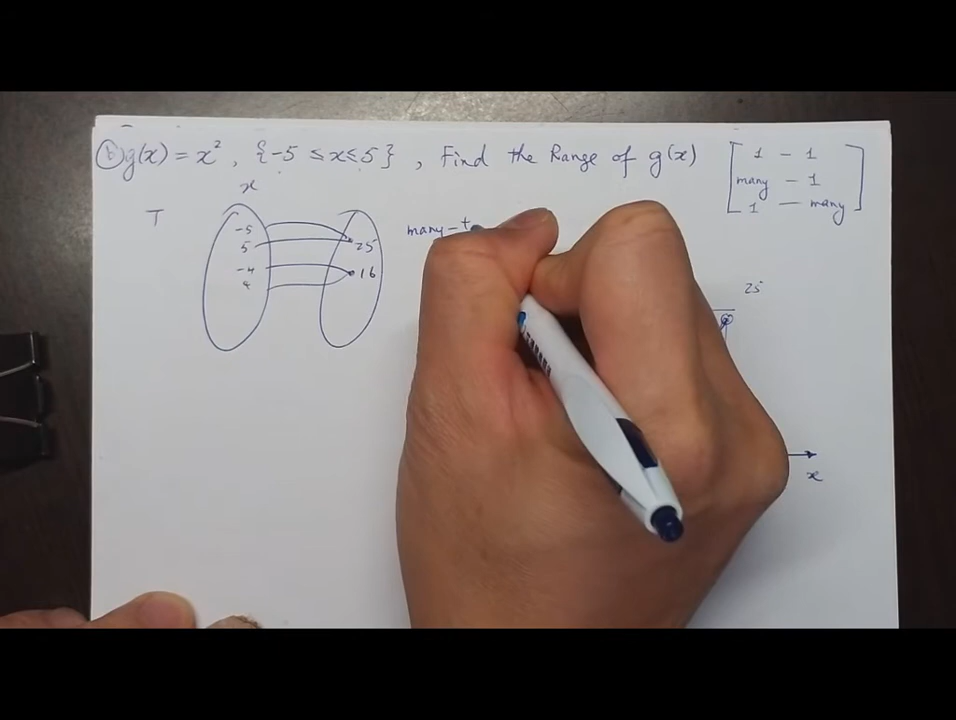 b) g(x) = x², {-5 ≤ x ≤ 5} , Find the Range of g(x)
[ 1 - 1
many - 1
1 — many ]
x
T
-5
5
-4
4
25
16
many - t
25
x